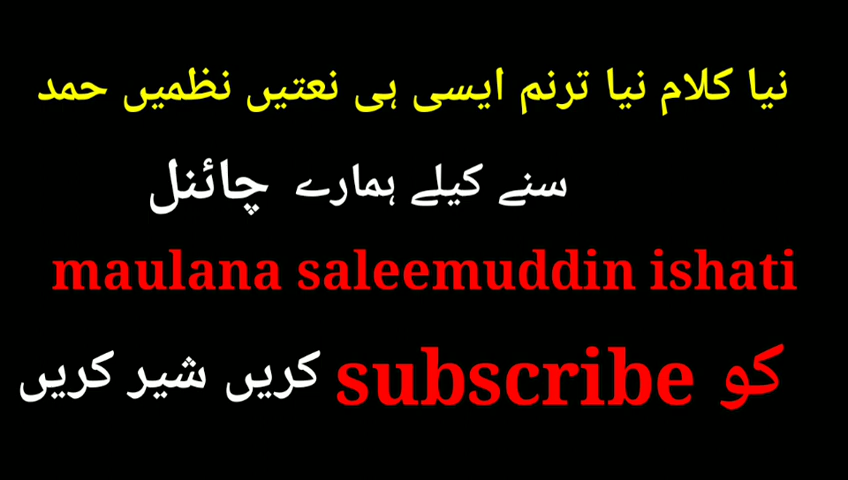 نیا کلام نیا ترنم ایسی ہی نعتیں نظمیں حمد
سنے کیلے ہمارے چائنل
maulana saleemuddin ishati
کو subscribe کریں شیر کریں